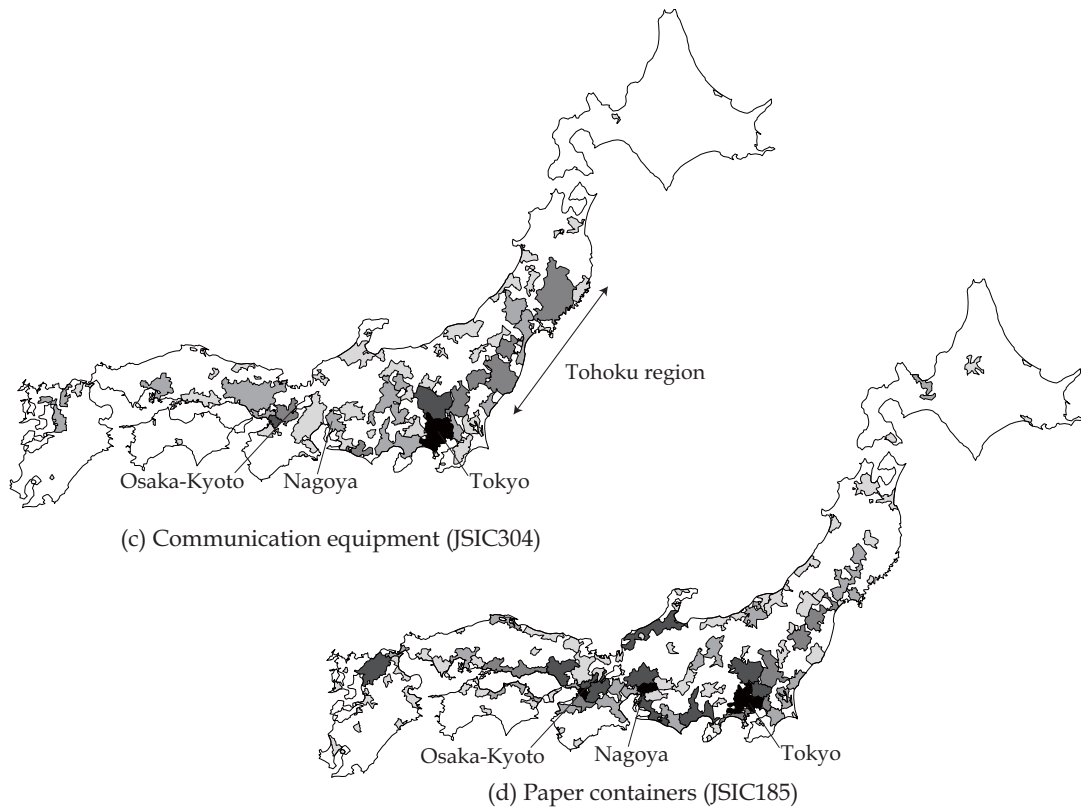 Tohoku region
Osaka-Kyoto
Nagoya
Tokyo
(c) Communication equipment (JSIC304)
Osaka-Kyoto
Nagoya
Tokyo
(d) Paper containers (JSIC185)